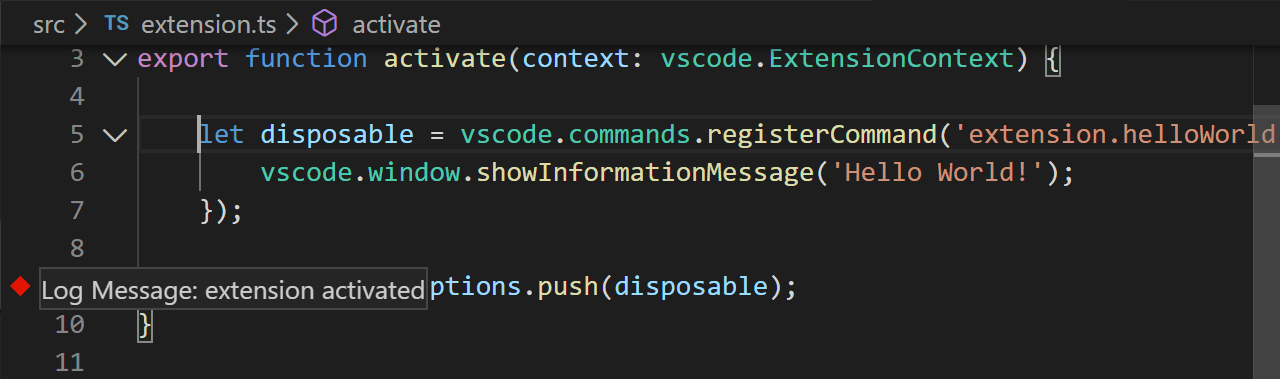 src > TS extension.ts > activate
3 export function activate(context: vscode.ExtensionContext) {
4
5 let disposable = vscode.commands.registerCommand('extension.helloWorld
6 vscode.window.showInformationMessage('Hello World!');
7 });
8
Log Message: extension activated ptions.push(disposable);
10 }
11